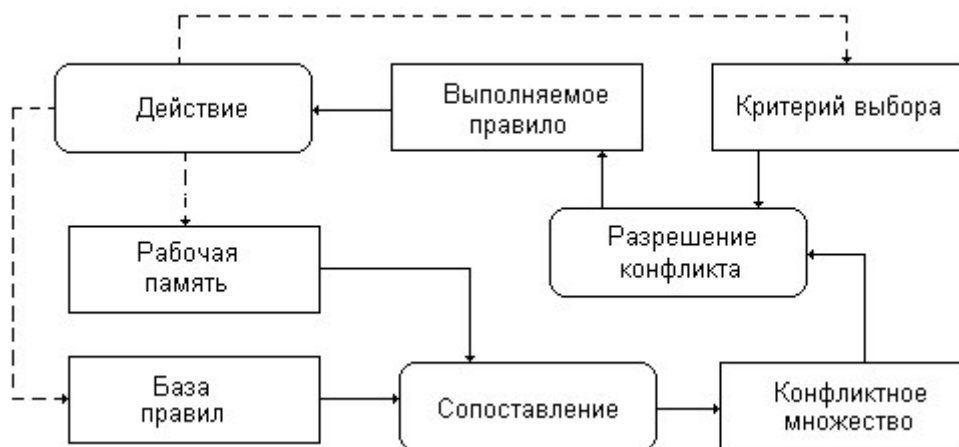 Действие
Выполняемое
правило
Критерий выбора
Рабочая
память
Разрешение
конфликта
База
правил
Сопоставление
Конфликтное
множество